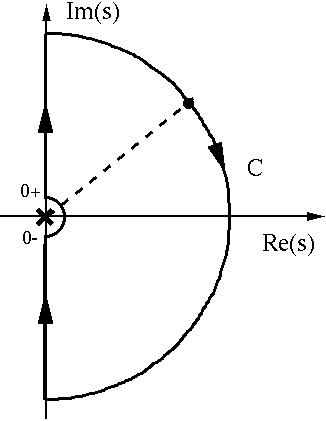 Im(s)
C
0+
0-
Re(s)